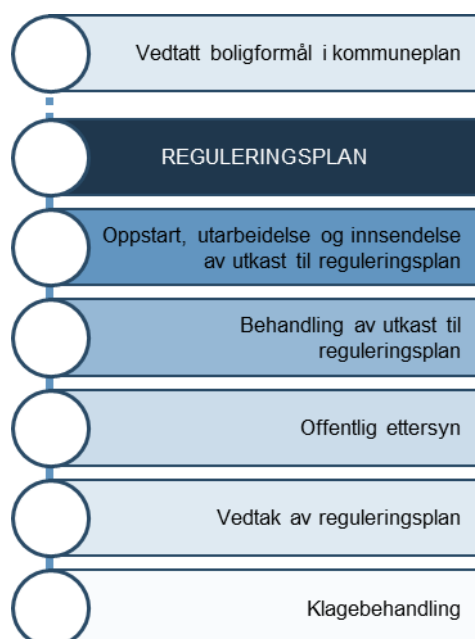 Vedtatt boligformål i kommuneplan
REGULERINGSPLAN
Oppstart, utarbeidelse og innsendelse
av utkast til reguleringsplan
Behandling av utkast til
reguleringsplan
Offentlig ettersyn
Vedtak av reguleringsplan
Klagebehandling